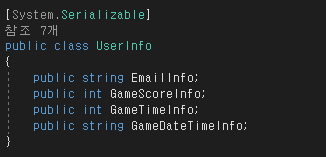 [System.Serializable]
참조 7개
public class UserInfo
{
public string EmailInfo;
public int GameScoreInfo;
public int GameTimeInfo;
public string GameDateTimeInfo;
}